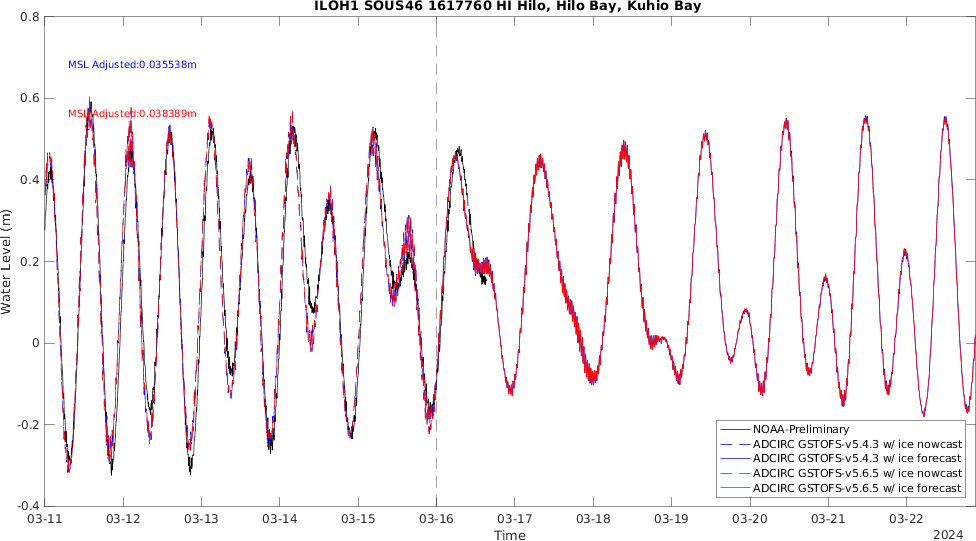 ILOH1 SOUS46 1617760 HI Hilo, Hilo Bay, Kuhio Bay
0.8
MSL Adjusted:0.035538m
0.6
MSL Adjusted:0.038389m
0.4
Water Level (m)
0.2
0
-0.2
NOAA-Preliminary
ADCIRC GSTOFS-v5.4.3 w/ ice nowcast
ADCIRC GSTOFS-v5.4.3 w/ ice forecast
ADCIRC GSTOFS-v5.6.5 w/ ice nowcast
ADCIRC GSTOFS-v5.6.5 w/ ice forecast
-0.4
03-11 03-12 03-13 03-14 03-15 03-16 03-17 03-18 03-19 03-20 03-21 03-22
Time
2024